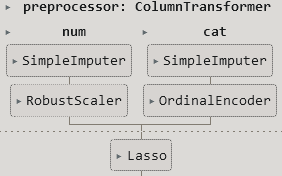 ▸ preprocessor: ColumnTransformer
▸ num ▸ cat
▸ SimpleImputer ▸ SimpleImputer
▸ RobustScaler ▸ OrdinalEncoder
▸ Lasso